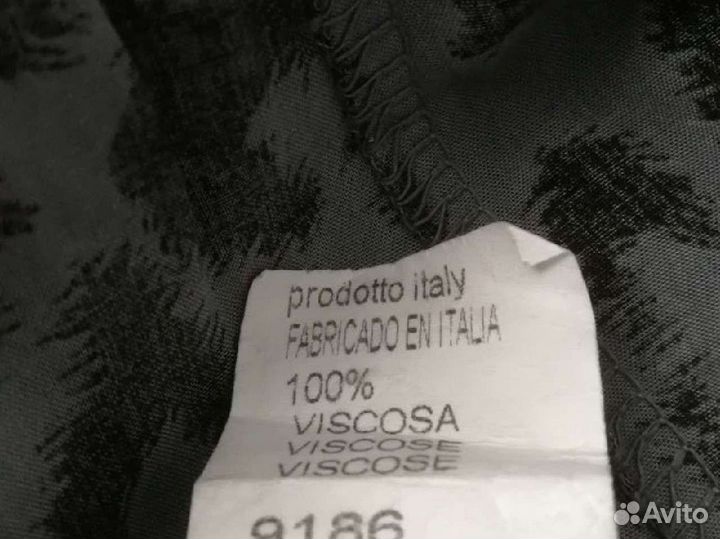 prodotto italy
FABRICADO EN ITALIA
100%
VISCOSA
VISCOSE
VISCOSE
9186
Avito